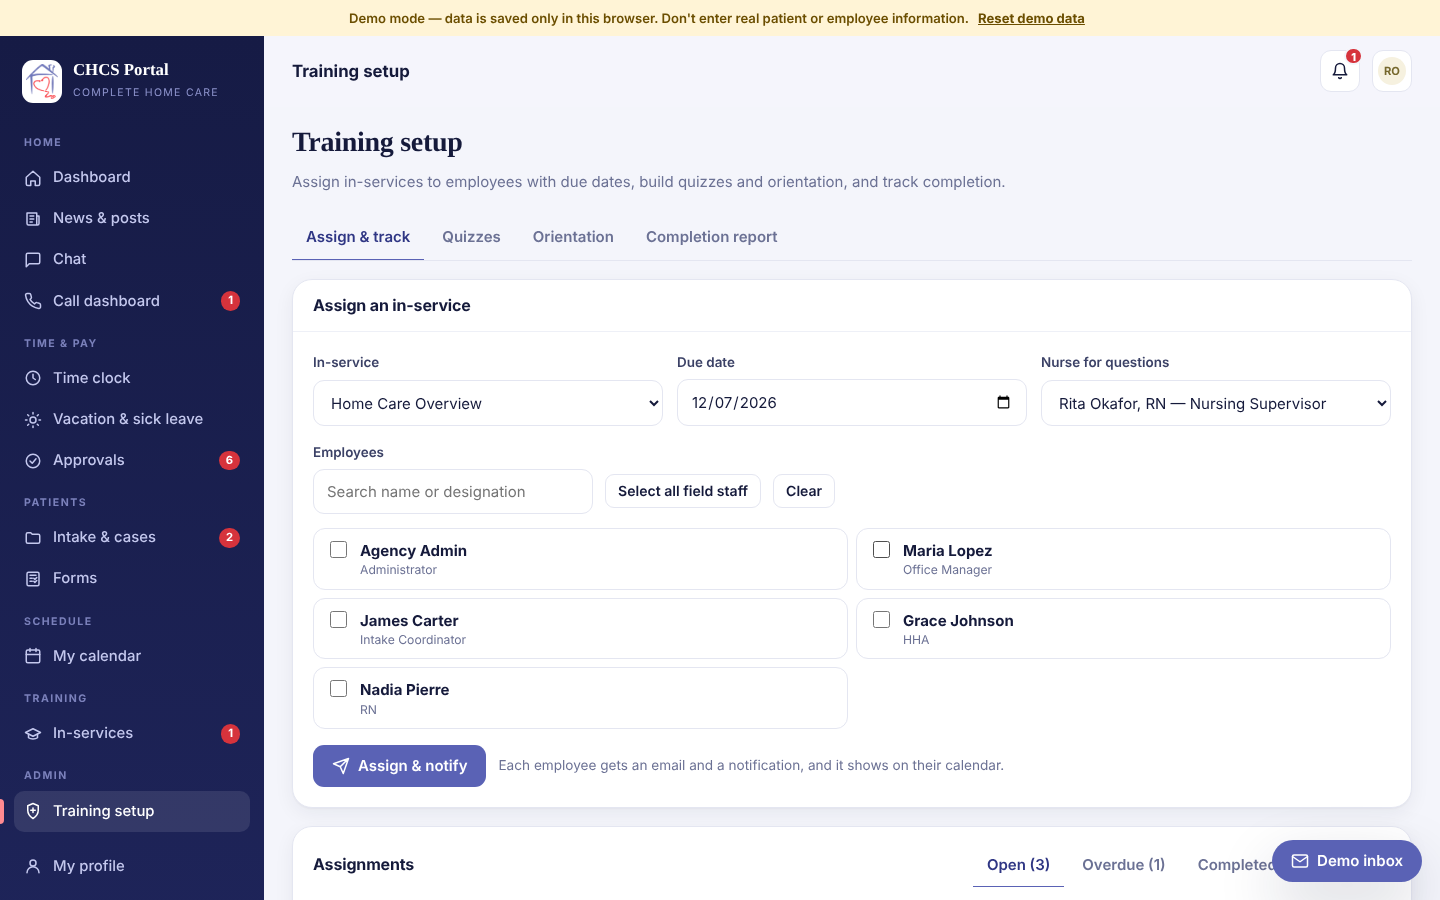 Demo mode — data is saved only in this browser. Don't enter real patient or employee information. Reset demo data
CHCS Portal
COMPLETE HOME CARE
HOME
Dashboard
News & posts
Chat
Call dashboard 1
TIME & PAY
Time clock
Vacation & sick leave
Approvals 6
PATIENTS
Intake & cases 2
Forms
SCHEDULE
My calendar
TRAINING
In-services 1
ADMIN
Training setup
My profile
Training setup
1
RO
Training setup
Assign in-services to employees with due dates, build quizzes and orientation, and track completion.
Assign & track Quizzes Orientation Completion report
Assign an in-service
In-service Due date Nurse for questions
Home Care Overview 12/07/2026 Rita Okafor, RN — Nursing Supervisor
Employees
Search name or designation Select all field staff Clear
Agency Admin
Administrator
Maria Lopez
Office Manager
James Carter
Intake Coordinator
Grace Johnson
HHA
Nadia Pierre
RN
Assign & notify Each employee gets an email and a notification, and it shows on their calendar.
Assignments Open (3) Overdue (1) Completed
Demo inbox